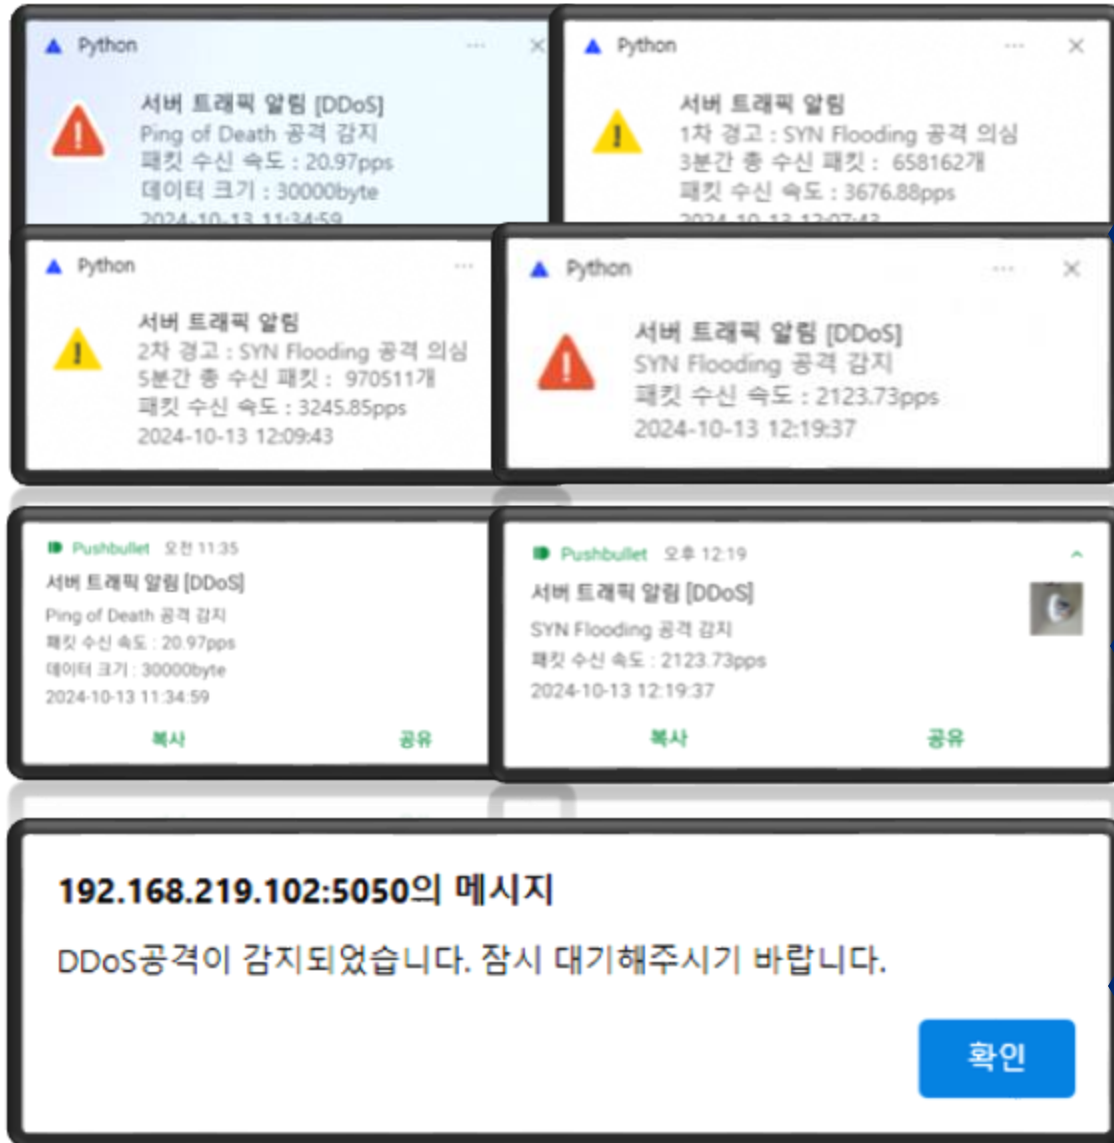 Python
서버 트래픽 알림 [DDoS]
Ping of Death 공격 감지
패킷 수신 속도 : 20.97pps
데이터 크기 : 30000byte
2024-10-13 11:34:59
Python
서버 트래픽 알림
1차 경고 : SYN Flooding 공격 의심
3분간 총 수신 패킷 : 658162개
패킷 수신 속도 : 3676.88pps
2024-10-13 12:07:43
Python
서버 트래픽 알림
2차 경고 : SYN Flooding 공격 의심
5분간 총 수신 패킷 : 970511개
패킷 수신 속도 : 3245.85pps
2024-10-13 12:09:43
Python
서버 트래픽 알림 [DDoS]
SYN Flooding 공격 감지
패킷 수신 속도 : 2123.73pps
2024-10-13 12:19:37
Pushbullet 오전 11:35
서버 트래픽 알림 [DDoS]
Ping of Death 공격 감지
패킷 수신 속도 : 20.97pps
데이터 크기 : 30000byte
2024-10-13 11:34:59
복사 공유
Pushbullet 오후 12:19
서버 트래픽 알림 [DDoS]
SYN Flooding 공격 감지
패킷 수신 속도 : 2123.73pps
2024-10-13 12:19:37
복사 공유
192.168.219.102:5050의 메시지
DDoS공격이 감지되었습니다. 잠시 대기해주시기 바랍니다.
확인